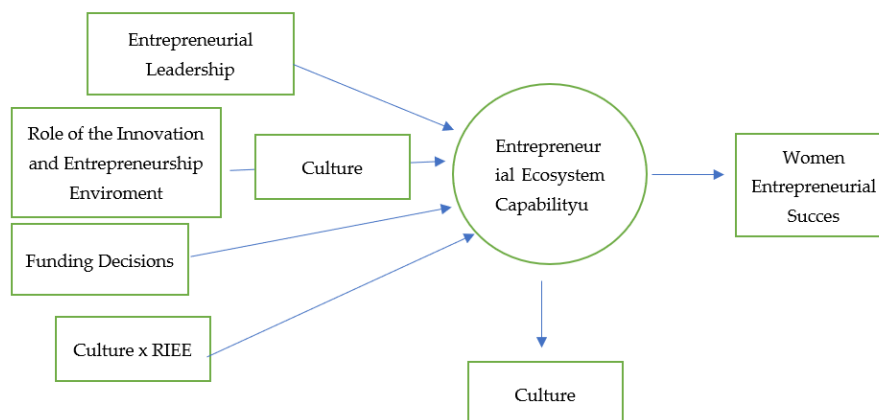 Entrepreneurial
Leadership
Role of the Innovation
and Entrepreneurship
Enviroment
Culture
Entrepreneur
ial Ecosystem
Capabilityu
Women
Entrepreneurial
Succes
Funding Decisions
Culture x RIEE
Culture